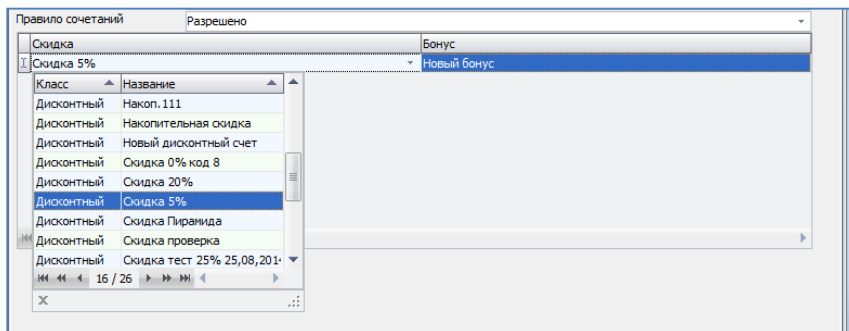 Правило сочетаний Разрешено
Скидка Бонус
Скидка 5% Новый бонус
Класс Название
Дисконтный Накоп. 111
Дисконтный Накопительная скидка
Дисконтный Новый дисконтный счет
Дисконтный Скидка 0% код 8
Дисконтный Скидка 20%
Дисконтный Скидка 5%
Дисконтный Скидка Пирамида
Дисконтный Скидка проверка
Дисконтный Скидка тест 25% 25,08,201
16 / 26